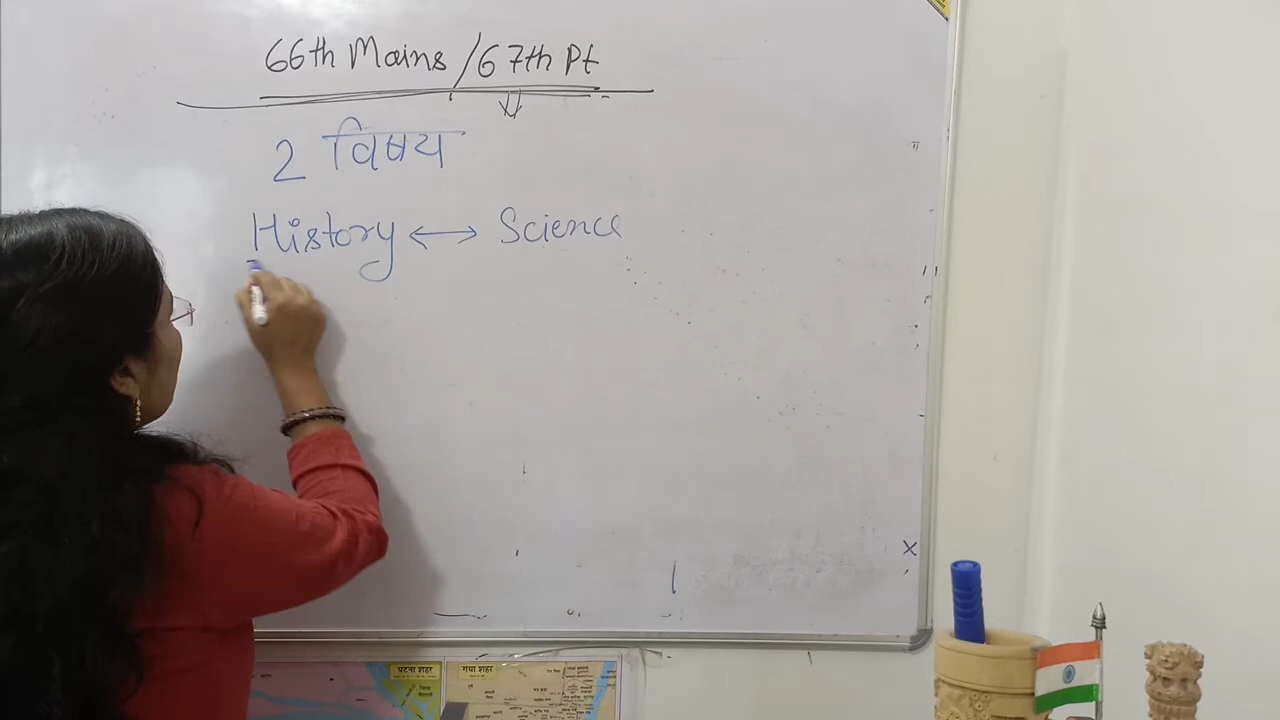 66th Mains / 67th Pt
2 विषय
History ↔ Science
पटना शहर
गया शहर